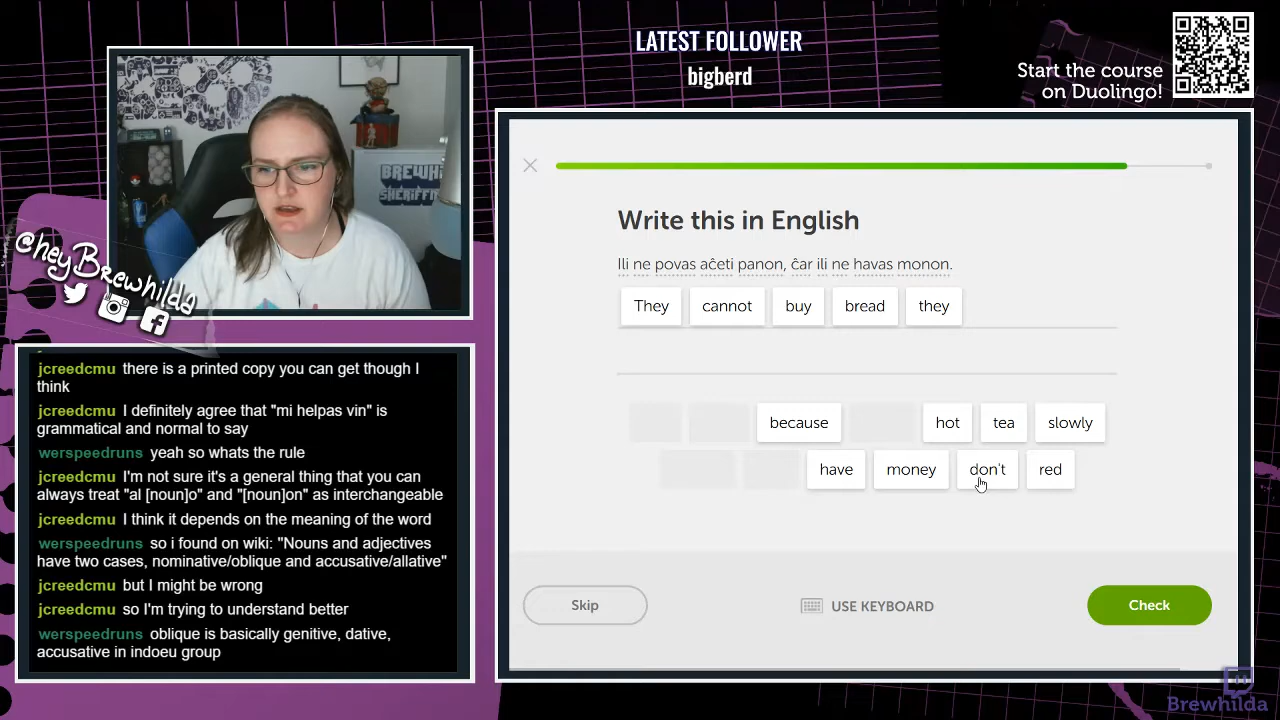 LATEST FOLLOWER
bigberd
Start the course
on Duolingo!
BREWH
SHERIFF
@heyBrewhilda
Write this in English
Ili ne povas aĉeti panon, ĉar ili ne havas monon.
They cannot buy bread they
because hot tea slowly
have money don't red
Skip
USE KEYBOARD
Check
jcreedcmu there is a printed copy you can get though I
think
jcreedcmu I definitely agree that "mi helpas vin" is
grammatical and normal to say
werspeedruns yeah so whats the rule
jcreedcmu I'm not sure it's a general thing that you can
always treat "al [noun]o" and "[noun]on" as interchangeable
jcreedcmu I think it depends on the meaning of the word
werspeedruns so i found on wiki: "Nouns and adjectives
have two cases, nominative/oblique and accusative/allative"
jcreedcmu but I might be wrong
jcreedcmu so I'm trying to understand better
werspeedruns oblique is basically genitive, dative,
accusative in indoeu group
Brewhilda